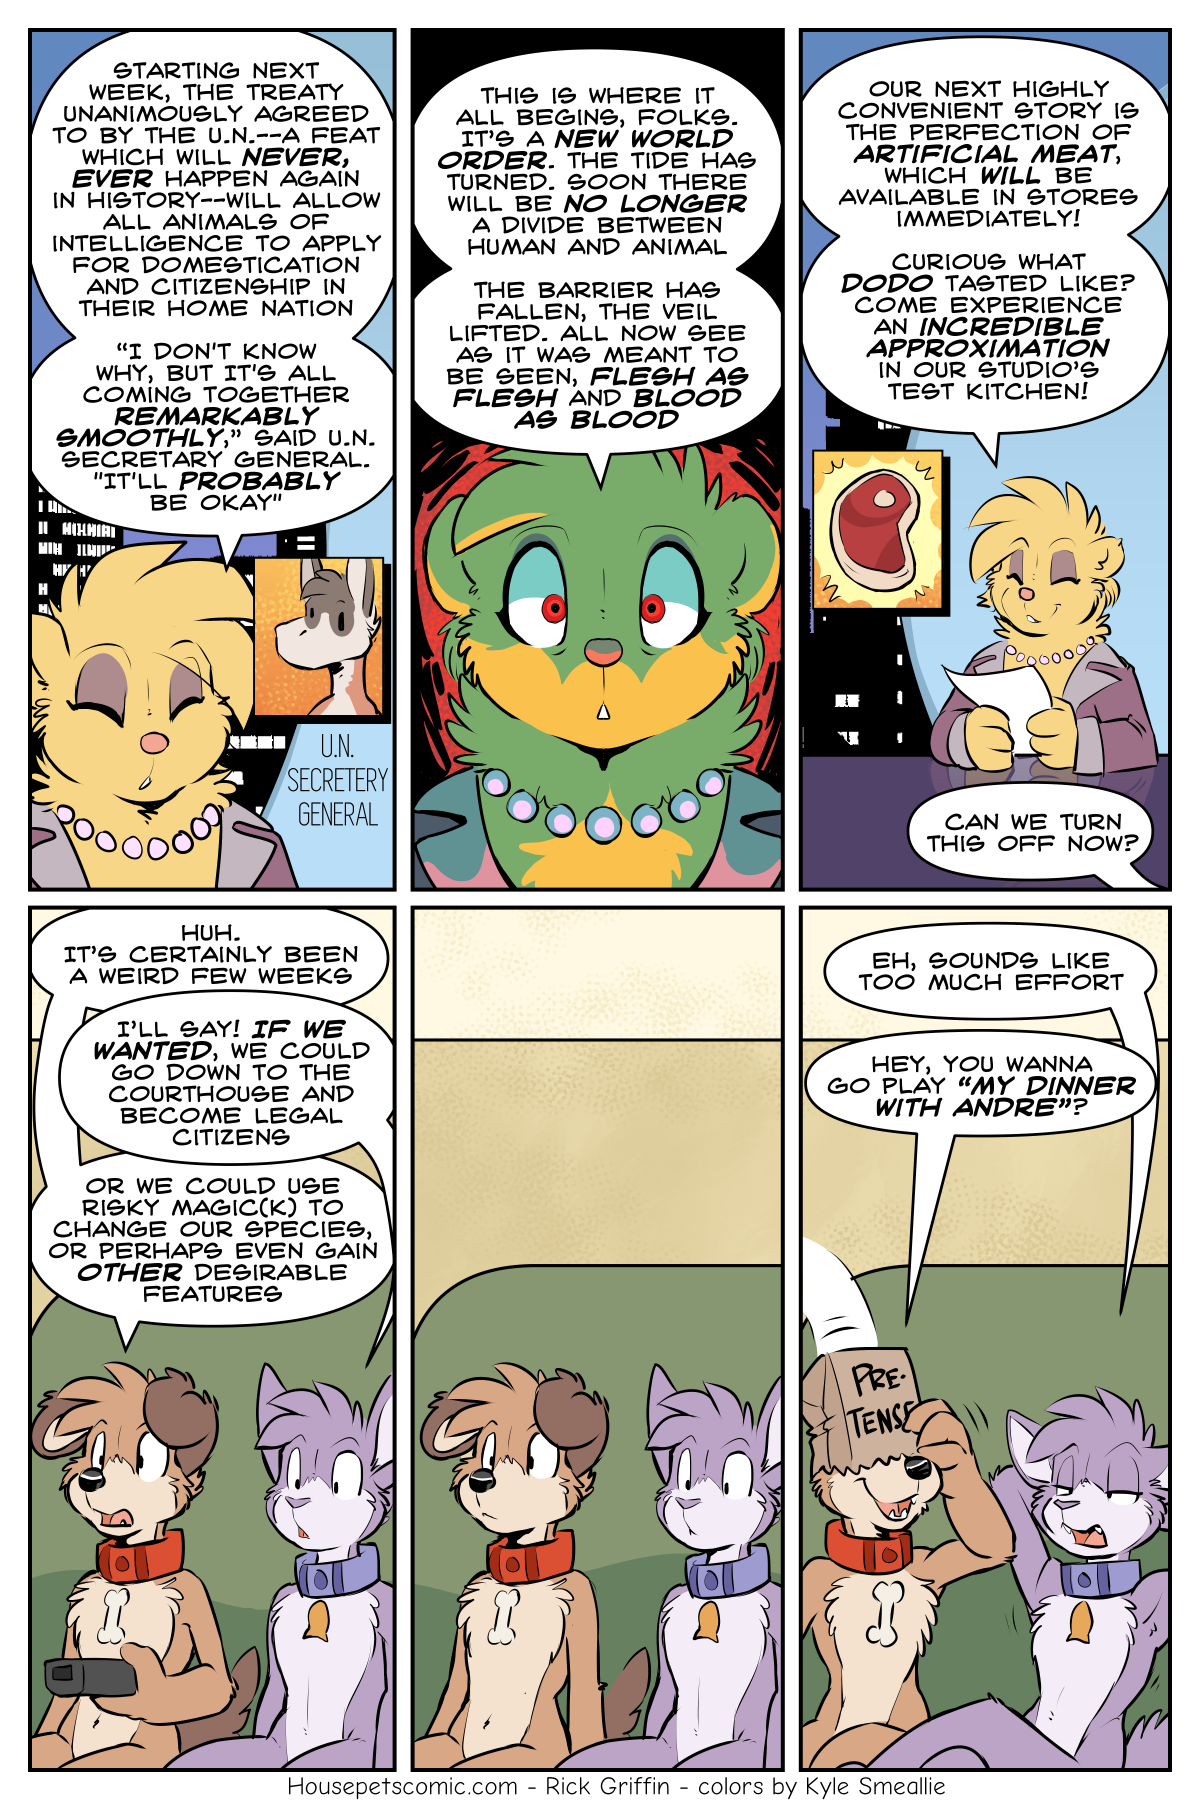 STARTING NEXT
WEEK, THE TREATY
UNANIMOUSLY AGREED
TO BY THE U.N.--A FEAT
WHICH WILL NEVER,
EVER HAPPEN AGAIN
IN HISTORY--WILL ALLOW
ALL ANIMALS OF
INTELLIGENCE TO APPLY
FOR DOMESTICATION
AND CITIZENSHIP IN
THEIR HOME NATION
“I DON'T KNOW
WHY, BUT IT'S ALL
COMING TOGETHER
REMARKABLY
SMOOTHLY,” SAID U.N.
SECRETARY GENERAL.
"IT'LL PROBABLY
BE OKAY"
U.N.
SECRETERY
GENERAL
THIS IS WHERE IT
ALL BEGINS, FOLKS.
IT'S A NEW WORLD
ORDER. THE TIDE HAS
TURNED. SOON THERE
WILL BE NO LONGER
A DIVIDE BETWEEN
HUMAN AND ANIMAL
THE BARRIER HAS
FALLEN, THE VEIL
LIFTED. ALL NOW SEE
AS IT WAS MEANT TO
BE SEEN, FLESH AS
FLESH AND BLOOD
AS BLOOD
OUR NEXT HIGHLY
CONVENIENT STORY IS
THE PERFECTION OF
ARTIFICIAL MEAT,
WHICH WILL BE
AVAILABLE IN STORES
IMMEDIATELY!
CURIOUS WHAT
DODO TASTED LIKE?
COME EXPERIENCE
AN INCREDIBLE
APPROXIMATION
IN OUR STUDIO'S
TEST KITCHEN!
CAN WE TURN
THIS OFF NOW?
HUH.
IT'S CERTAINLY BEEN
A WEIRD FEW WEEKS
I'LL SAY! IF WE
WANTED, WE COULD
GO DOWN TO THE
COURTHOUSE AND
BECOME LEGAL
CITIZENS
OR WE COULD USE
RISKY MAGIC(K) TO
CHANGE OUR SPECIES,
OR PERHAPS EVEN GAIN
OTHER DESIRABLE
FEATURES
EH, SOUNDS LIKE
TOO MUCH EFFORT
HEY, YOU WANNA
GO PLAY “MY DINNER
WITH ANDRE”?
PRE-
TENSE
Housepetscomic.com - Rick Griffin - colors by Kyle Smeallie